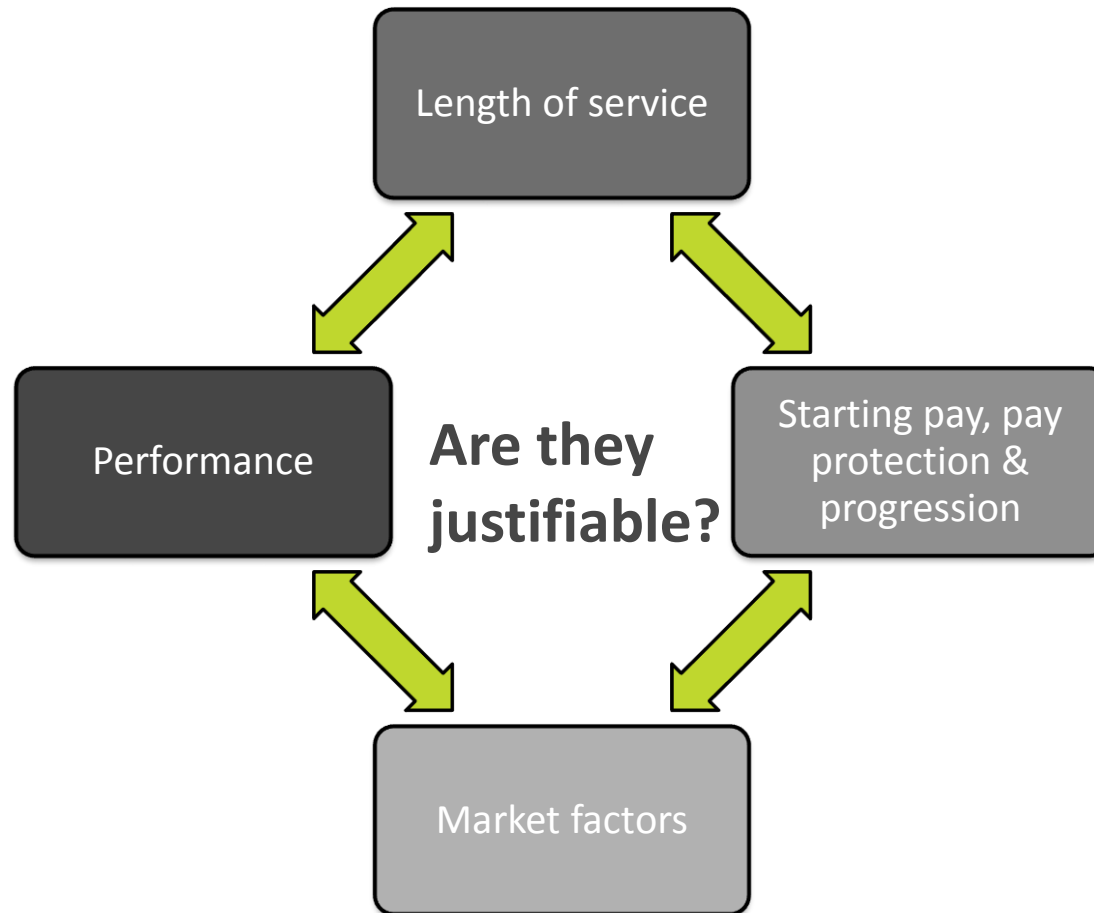 Length of service
Performance
Are they
justifiable?
Starting pay, pay
protection &
progression
Market factors